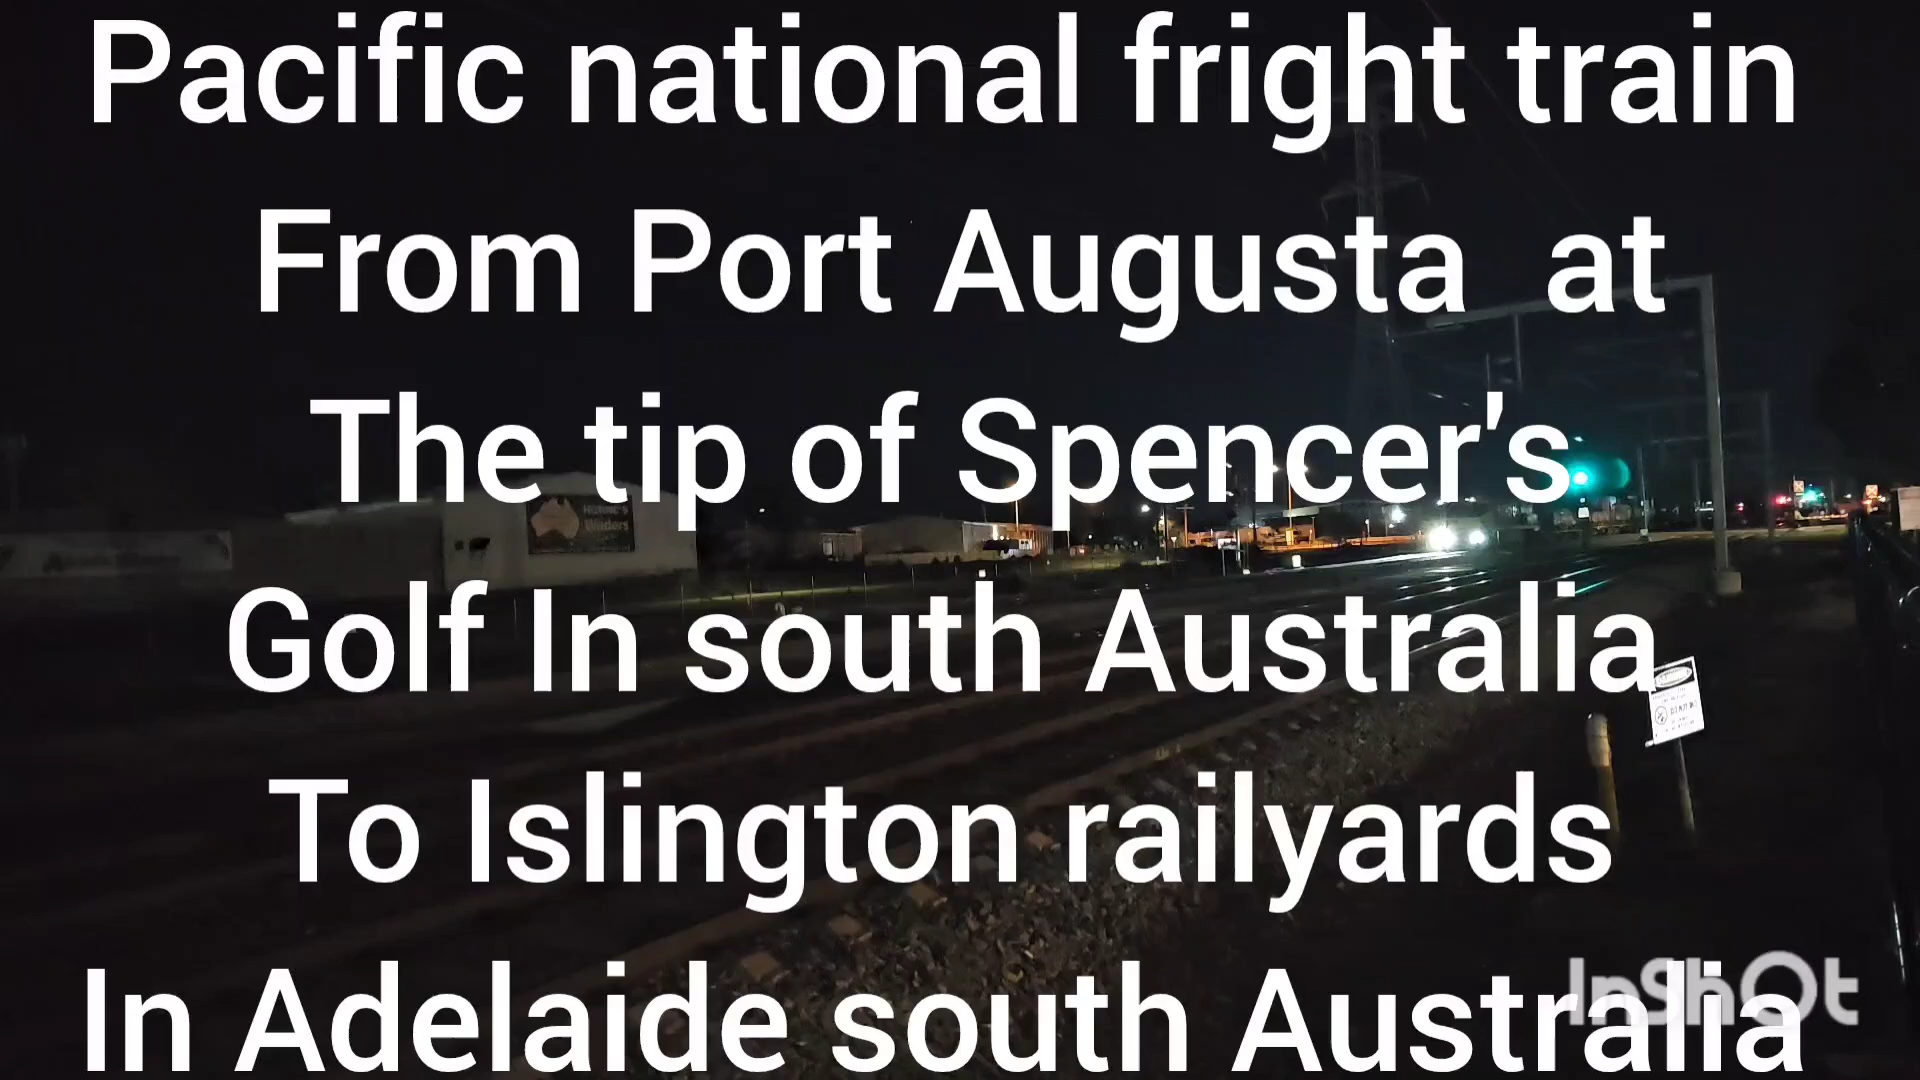 Pacific national fright train
From Port Augusta at
The tip of Spencer's
Golf In south Australia
To Islington railyards
In Adelaide south Australia
InShOt